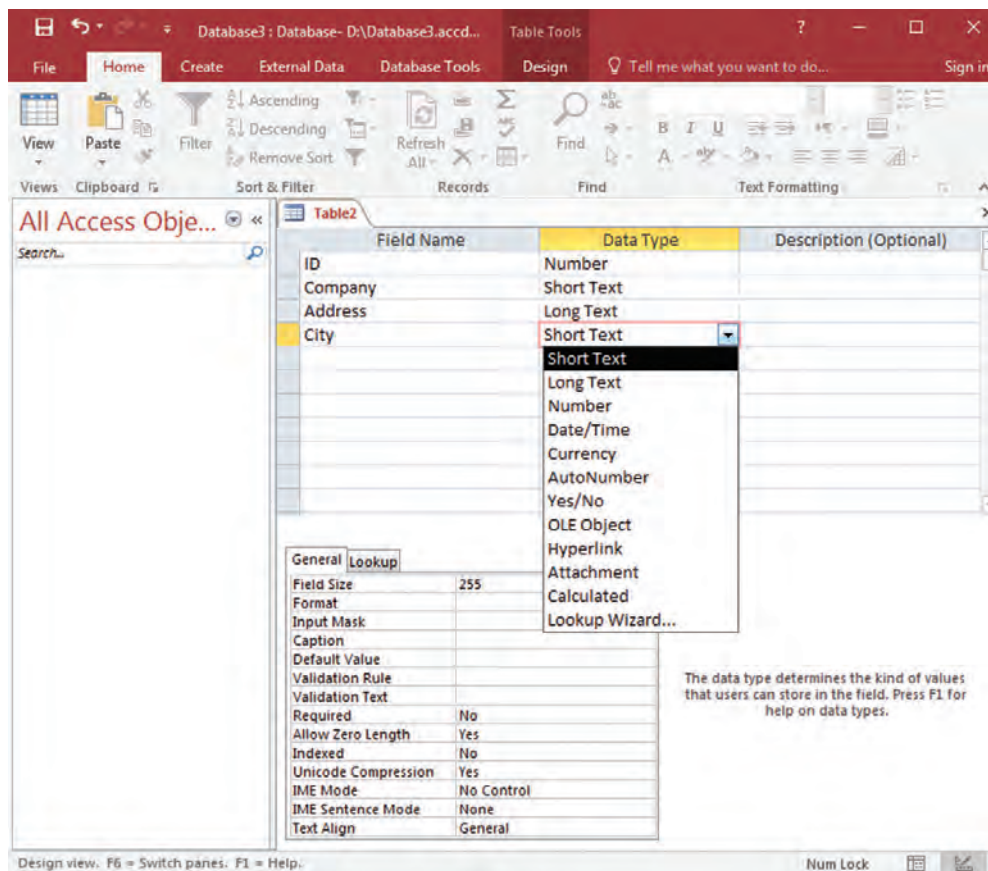 Database3 : Database- D:\Database3.accd... Table Tools ?
File Home Create External Data Database Tools Design Tell me what you want to do... Sign in
View Paste Filter Ascending Descending Remove Sort Refresh All Find ab ac B I U A
Views Clipboard Sort & Filter Records Find Text Formatting
All Access Obje... «
Search...
Table2
Field Name Data Type Description (Optional)
ID Number
Company Short Text
Address Long Text
City Short Text
Short Text
Long Text
Number
Date/Time
Currency
AutoNumber
Yes/No
OLE Object
Hyperlink
Attachment
Calculated
Lookup Wizard...
General Lookup
Field Size 255
Format
Input Mask
Caption
Default Value
Validation Rule
Validation Text
Required No
Allow Zero Length Yes
Indexed No
Unicode Compression Yes
IME Mode No Control
IME Sentence Mode None
Text Align General
The data type determines the kind of values
that users can store in the field. Press F1 for
help on data types.
Design view. F6 = Switch panes. F1 = Help. Num Lock